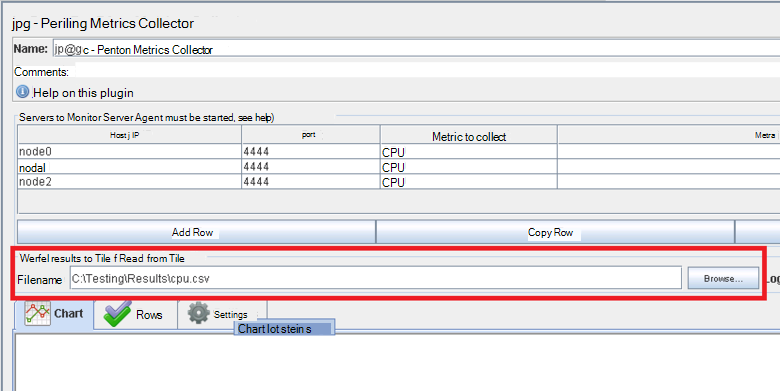 jpg - Periling Metrics Collector
Name: jp@gc - Penton Metrics Collector
Comments:
Help on this plugin
Servers to Monitor Server Agent must be started, see help)
Host j IP port Metric to collect Metra
node0 4444 CPU
nodal 4444 CPU
node2 4444 CPU
Add Row Copy Row
Werfel results to Tile f Read from Tile
Filename C:\Testing\Results\cpu.csv Browse... Log
Chart Rows Settings
Chart lot stein s